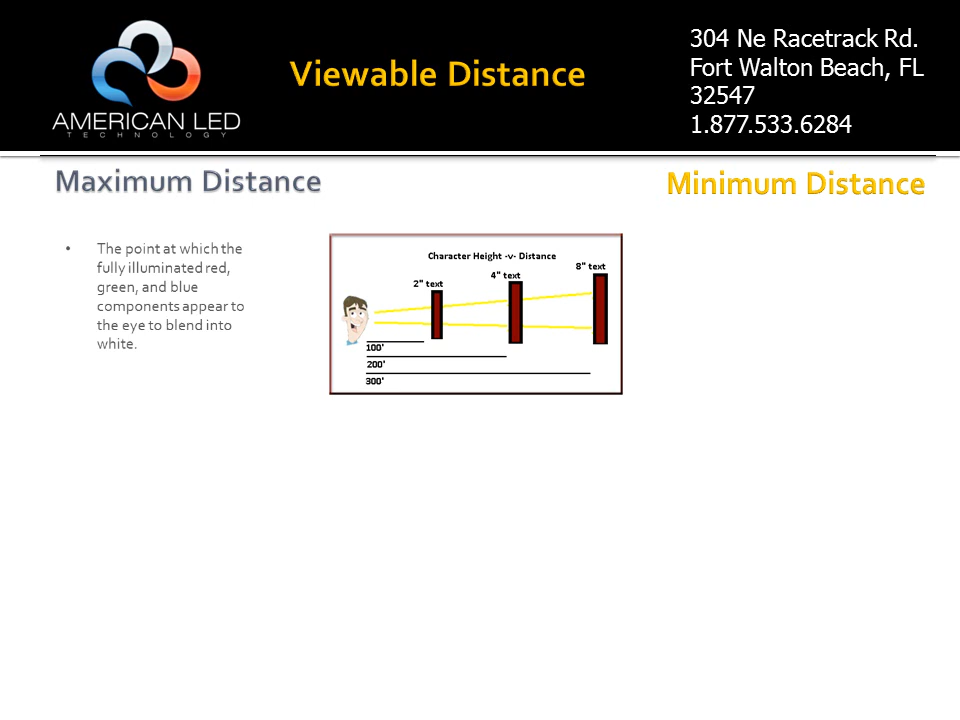 AMERICAN LED
TECHNOLOGY
Viewable Distance
304 Ne Racetrack Rd.
Fort Walton Beach, FL
32547
1.877.533.6284
Maximum Distance
Minimum Distance
• The point at which the
fully illuminated red,
green, and blue
components appear to
the eye to blend into
white.
Character Height -v- Distance
2" text
4" text
8" text
100'
200'
300'